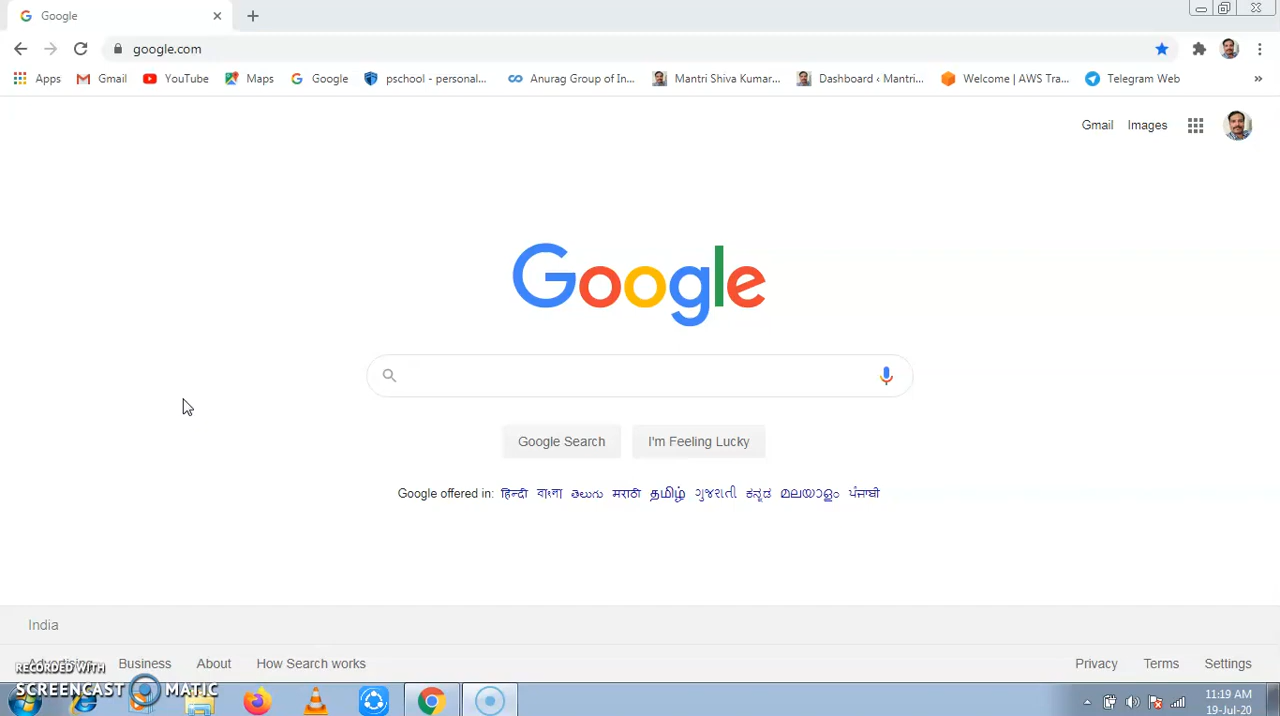 Google
google.com
Apps Gmail YouTube Maps Google pschool - personal... Anurag Group of In... Mantri Shiva Kumar... Dashboard ‹ Mantri... Welcome | AWS Tra... Telegram Web »
Gmail Images
Google
Google Search I'm Feeling Lucky
Google offered in: हिन्दी বাংলা తెలుగు मराठी தமிழ் ગુજરાતી ಕನ್ನಡ മലയാളം ਪੰਜਾਬੀ
India
Business About How Search works Privacy Terms Settings
RECORDED WITH
SCREENCAST MATIC
11:19 AM
19-Jul-20